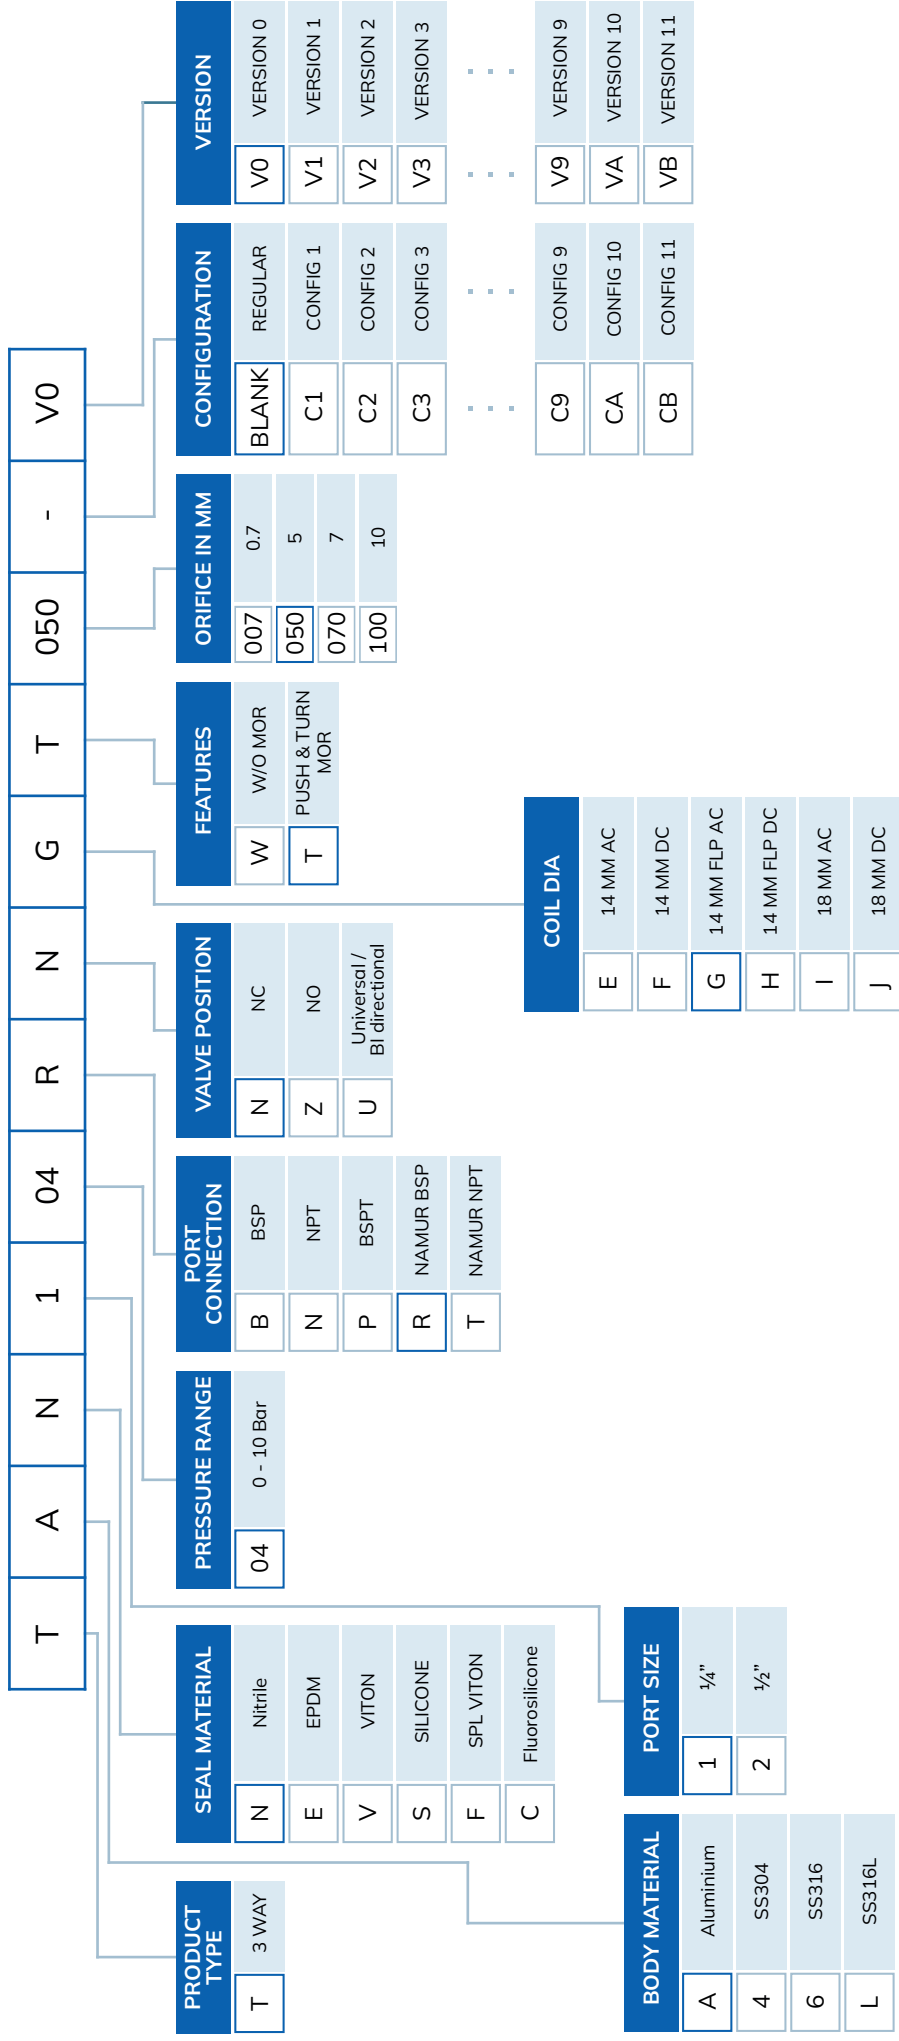 T A N 1 04 R N G T 050 - V0
PRODUCT
TYPE
T 3 WAY
SEAL MATERIAL
N Nitrile
E EPDM
V VITON
S SILICONE
F SPL VITON
C Fluorosilicone
PRESSURE RANGE
04 0 - 10 Bar
PORT
CONNECTION
B BSP
N NPT
P BSPT
R NAMUR BSP
T NAMUR NPT
VALVE POSITION
N NC
Z NO
U Universal /
BI directional
FEATURES
W W/O MOR
T PUSH & TURN
MOR
ORIFICE IN MM
007 0.7
050 5
070 7
100 10
CONFIGURATION
BLANK REGULAR
C1 CONFIG 1
C2 CONFIG 2
C3 CONFIG 3
. . . . . .
C9 CONFIG 9
CA CONFIG 10
CB CONFIG 11
VERSION
V0 VERSION 0
V1 VERSION 1
V2 VERSION 2
V3 VERSION 3
. . . . . .
V9 VERSION 9
VA VERSION 10
VB VERSION 11
BODY MATERIAL
A Aluminium
4 SS304
6 SS316
L SS316L
PORT SIZE
1 ¼”
2 ½”
COIL DIA
E 14 MM AC
F 14 MM DC
G 14 MM FLP AC
H 14 MM FLP DC
I 18 MM AC
J 18 MM DC